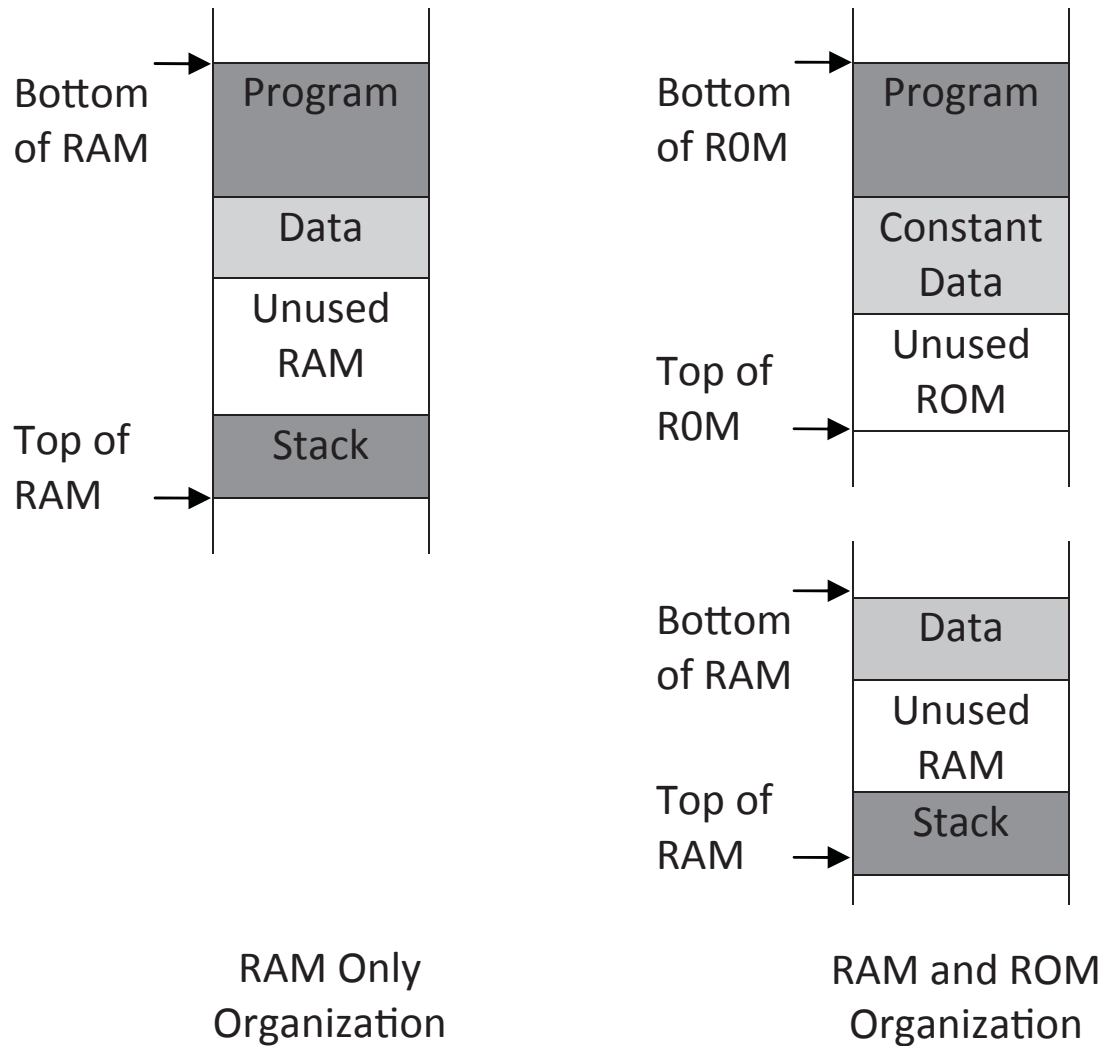 Bottom
of RAM
Program
Data
Unused
RAM
Top of
RAM
Stack
RAM Only
Organization
Bottom
of R0M
Program
Constant
Data
Unused
ROM
Top of
R0M
Bottom
of RAM
Data
Unused
RAM
Top of
RAM
Stack
RAM and ROM
Organization